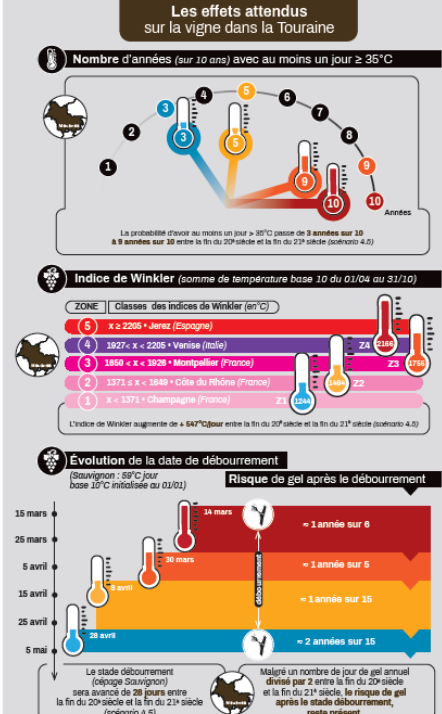 Les effets attendus
sur la vigne dans la Touraine
Nombre d'années (sur 10 ans) avec au moins un jour ≥ 35°C
1
2
3
4
5
6
7
8
9
10
Années
3
5
9
10
La probabilité d'avoir au moins un jour > 35°C passe de 3 années sur 10
à 9 années sur 10 entre la fin du 20e siècle et la fin du 21e siècle (scénario 4.5)
Indice de Winkler (somme de température base 10 du 01/04 au 31/10)
ZONE Classes des indices de Winkler (en°C)
5 x ≥ 2205 • Jerez (Espagne)
4 1927< x < 2205 • Venise (Italie) Z4 2166
3 1650 < x < 1926 • Montpellier (France) Z3 1755
2 1371 ≤ x < 1649 • Côte du Rhône (France) 1484 Z2
1 x < 1371 • Champagne (France) Z1 1244
L'indice de Winkler augmente de + 547°C/jour entre la fin du 20e siècle et la fin du 21e siècle (scénario 4.5)
Évolution de la date de débourrement
(Sauvignon : 59°C jour
base 10°C initialisée au 01/01)
Risque de gel après le débourrement
15 mars
25 mars
5 avril
15 avril
25 avril
5 mai
14 mars
30 mars
28 avril
débourrement
≈ 1 année sur 6
≈ 1 année sur 5
≈ 1 année sur 15
≈ 2 années sur 15
Le stade débourrement
(cépage Sauvignon)
sera avancé de 28 jours entre
la fin du 20e siècle et la fin du 21e siècle
(scénario 4.5)
Malgré un nombre de jour de gel annuel
divisé par 2 entre la fin du 20e siècle
et la fin du 21e, le risque de gel
après le stade débourrement,
reste présent